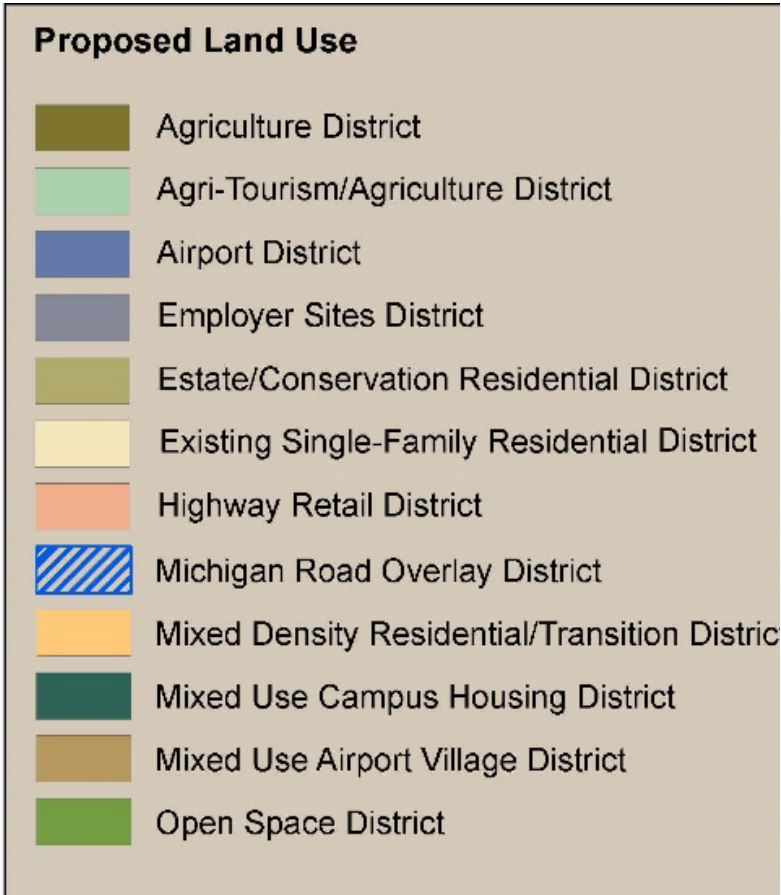 Proposed Land Use
Agriculture District
Agri-Tourism/Agriculture District
Airport District
Employer Sites District
Estate/Conservation Residential District
Existing Single-Family Residential District
Highway Retail District
Michigan Road Overlay District
Mixed Density Residential/Transition Distric
Mixed Use Campus Housing District
Mixed Use Airport Village District
Open Space District